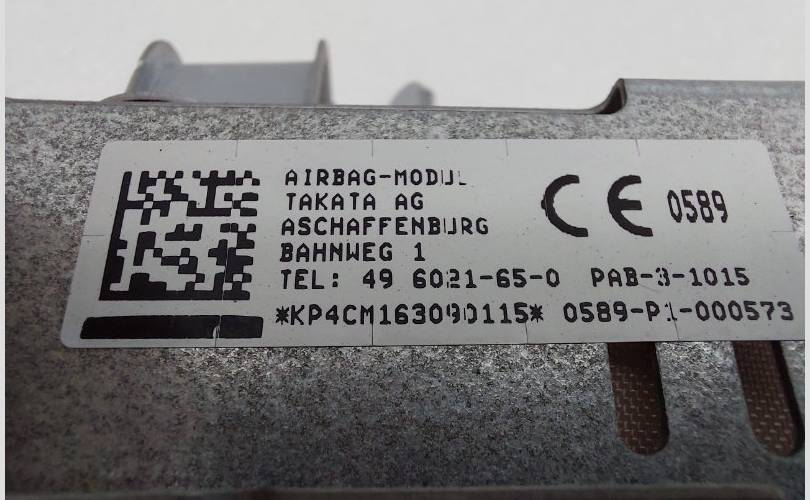 AIRBAG-MODUL
TAKATA AG
ASCHAFFENBURG
BAHNWEG 1
TEL: 49 6021-65-0 PAB-3-1015
*KP4CM163090115* 0589-P1-000573
CE 0589